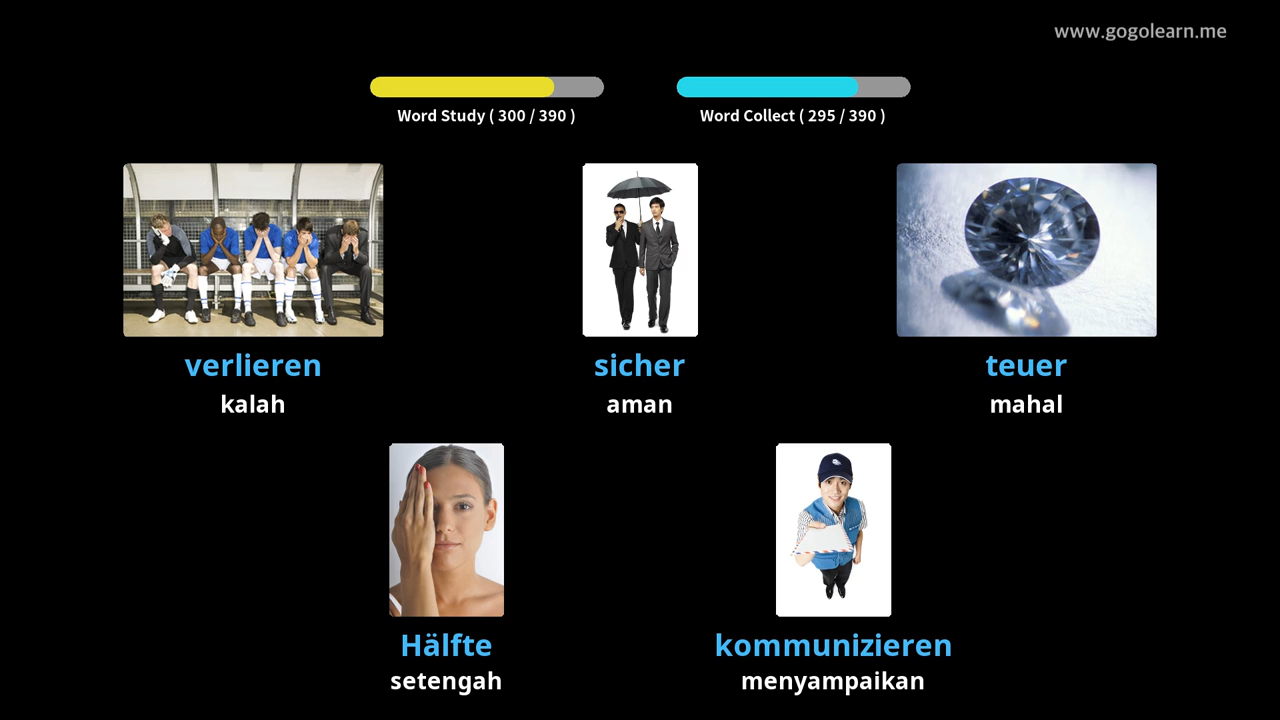 www.gogolearn.me
Word Study ( 300 / 390 )
Word Collect ( 295 / 390 )
verlieren
kalah
sicher
aman
teuer
mahal
Hälfte
setengah
kommunizieren
menyampaikan